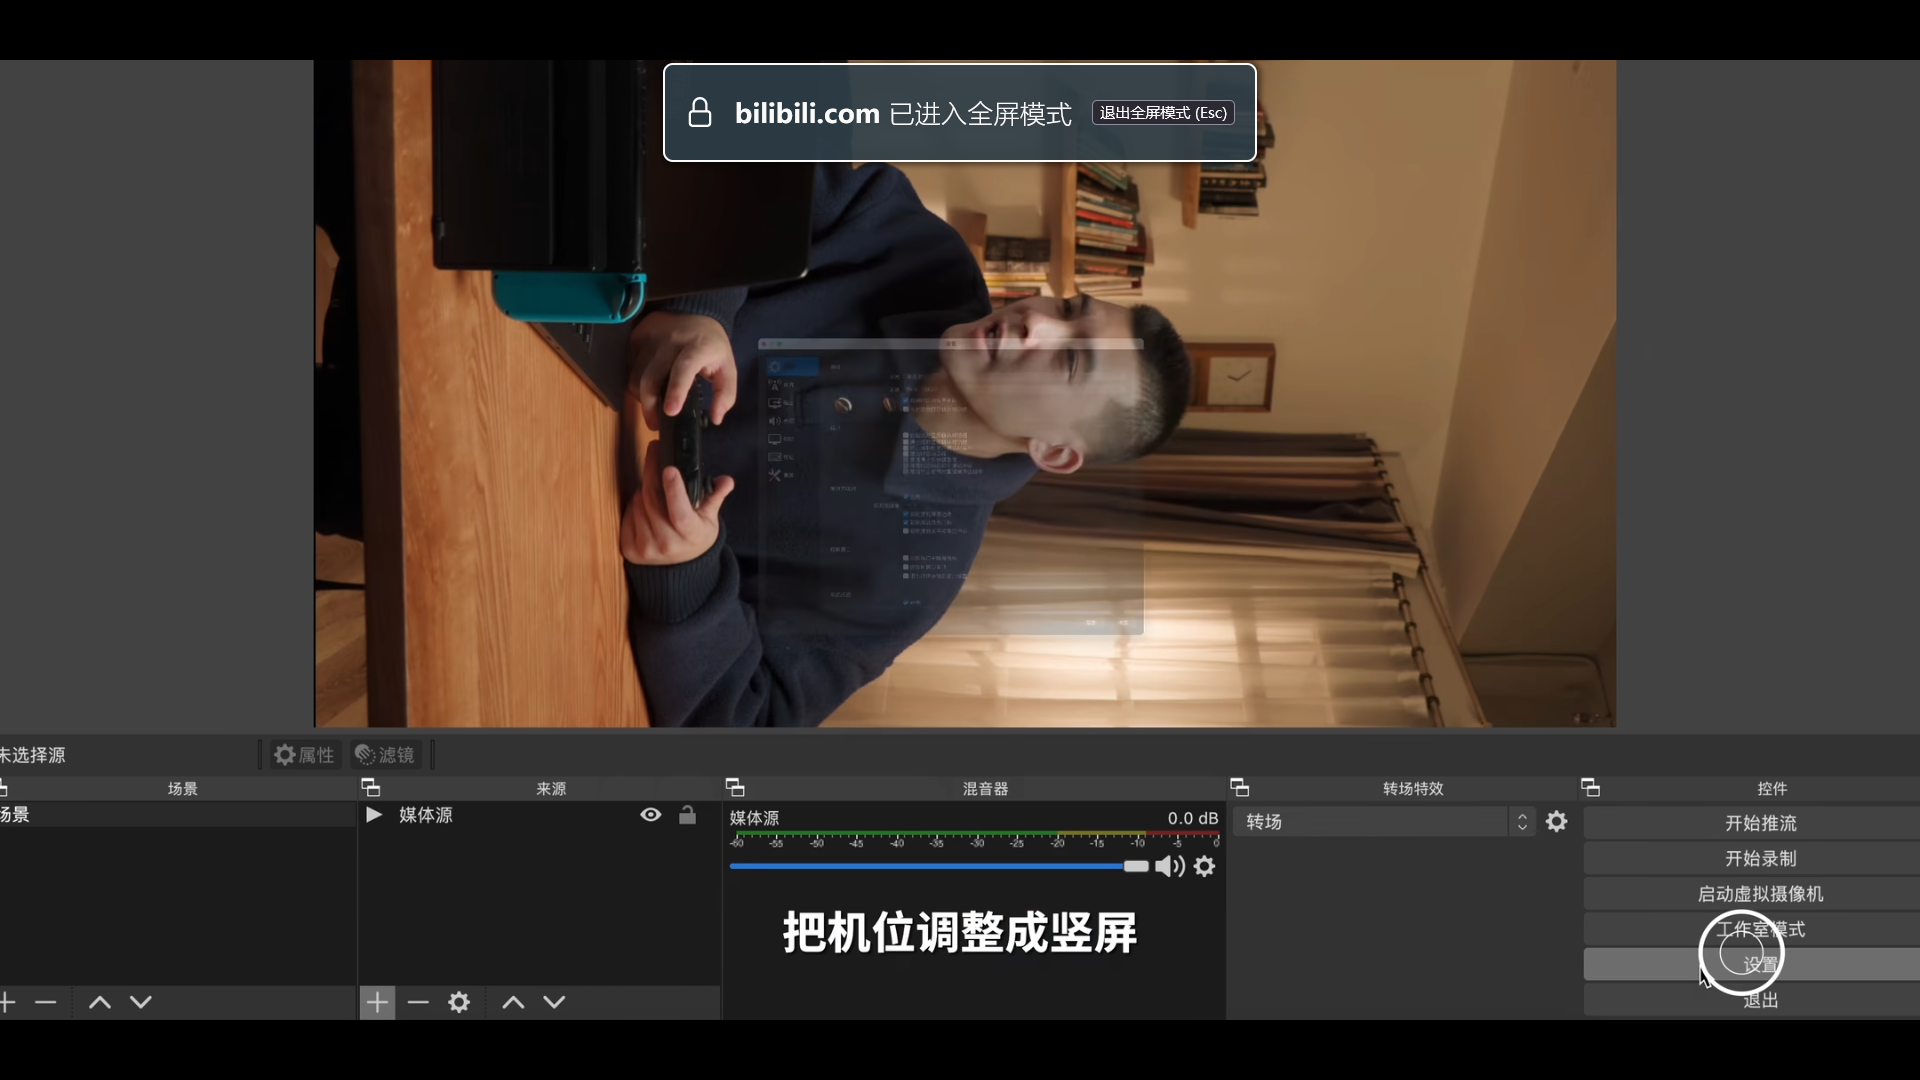 bilibili.com 已进入全屏模式 退出全屏模式 (Esc)
未选择源 属性 滤镜
场景 来源 混音器 转场特效 控件
场景
媒体源
媒体源 0.0 dB
-60 -55 -50 -45 -40 -35 -30 -25 -20 -15 -10 -5 0
转场
开始推流
开始录制
启动虚拟摄像机
工作室模式
设置
退出
把机位调整成竖屏